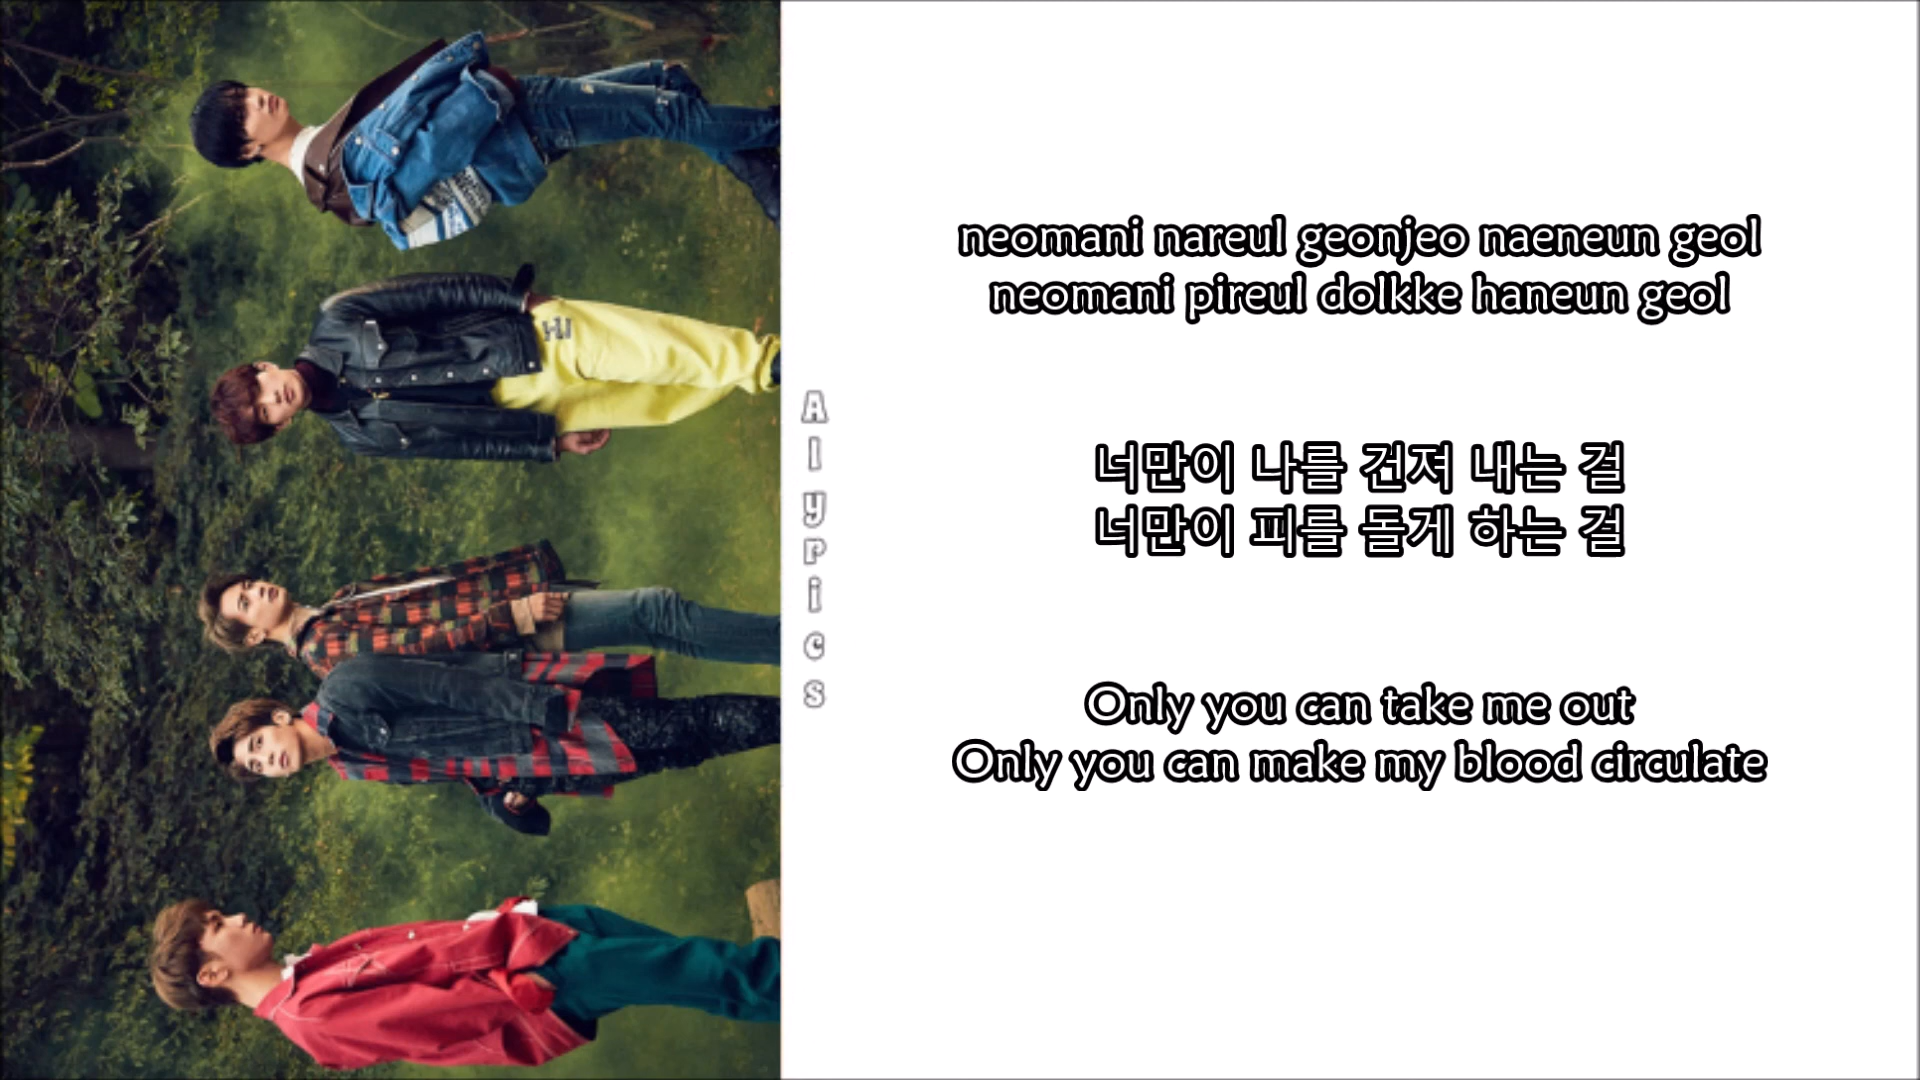 neomani nareul geonjeo naeneun geol
neomani pireul dolkke haneun geol
너만이 나를 건져 내는 걸
너만이 피를 돌게 하는 걸
Only you can take me out
Only you can make my blood circulate
Alypics